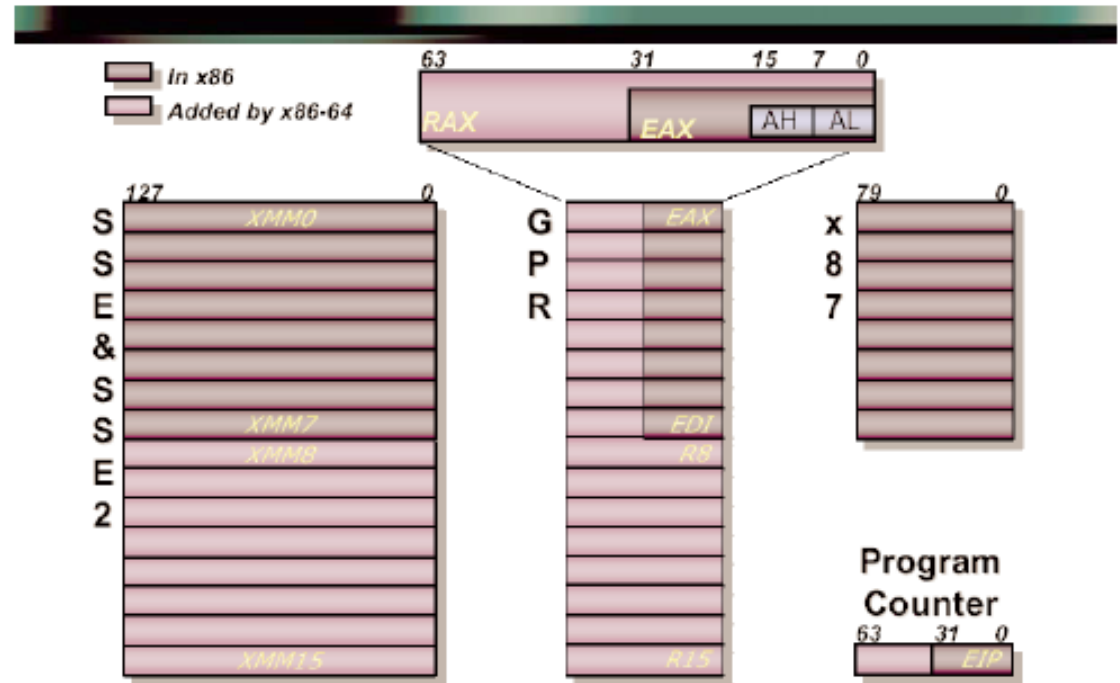 In x86
Added by x86-64
63 31 15 7 0
RAX EAX AH AL
127 0
XMM0
XMM7
XMM8
XMM15
S
S
E
&
S
S
E
2
G
P
R
EAX
EDI
R8
R15
79 0
x
8
7
Program
Counter
63 31 0
EIP